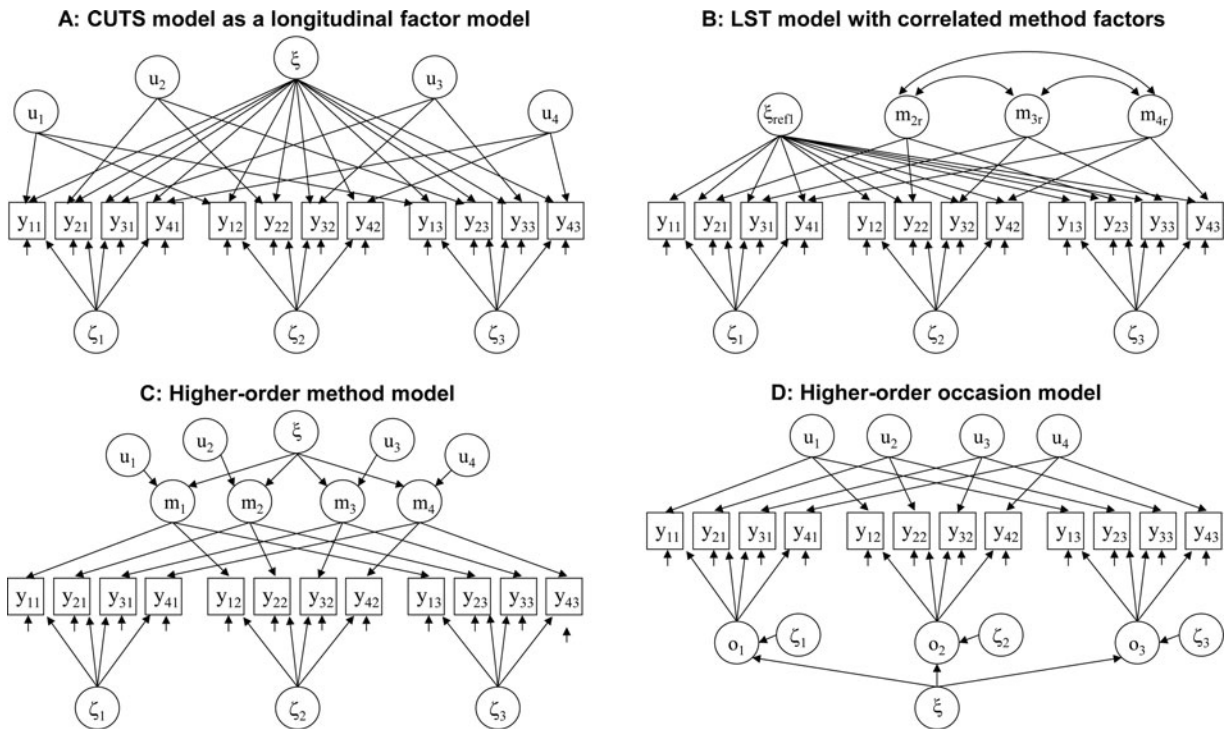 A: CUTS model as a longitudinal factor model
ξ
u₂ u₃
u₁ u₄
y₁₁ y₂₁ y₃₁ y₄₁ y₁₂ y₂₂ y₃₂ y₄₂ y₁₃ y₂₃ y₃₃ y₄₃
ζ₁ ζ₂ ζ₃
B: LST model with correlated method factors
ξref1 m₂ᵣ m₃ᵣ m₄ᵣ
y₁₁ y₂₁ y₃₁ y₄₁ y₁₂ y₂₂ y₃₂ y₄₂ y₁₃ y₂₃ y₃₃ y₄₃
ζ₁ ζ₂ ζ₃
C: Higher-order method model
ξ
u₁ u₂ u₃ u₄
m₁ m₂ m₃ m₄
y₁₁ y₂₁ y₃₁ y₄₁ y₁₂ y₂₂ y₃₂ y₄₂ y₁₃ y₂₃ y₃₃ y₄₃
ζ₁ ζ₂ ζ₃
D: Higher-order occasion model
u₁ u₂ u₃ u₄
y₁₁ y₂₁ y₃₁ y₄₁ y₁₂ y₂₂ y₃₂ y₄₂ y₁₃ y₂₃ y₃₃ y₄₃
o₁ ζ₁ o₂ ζ₂ o₃ ζ₃
ξ